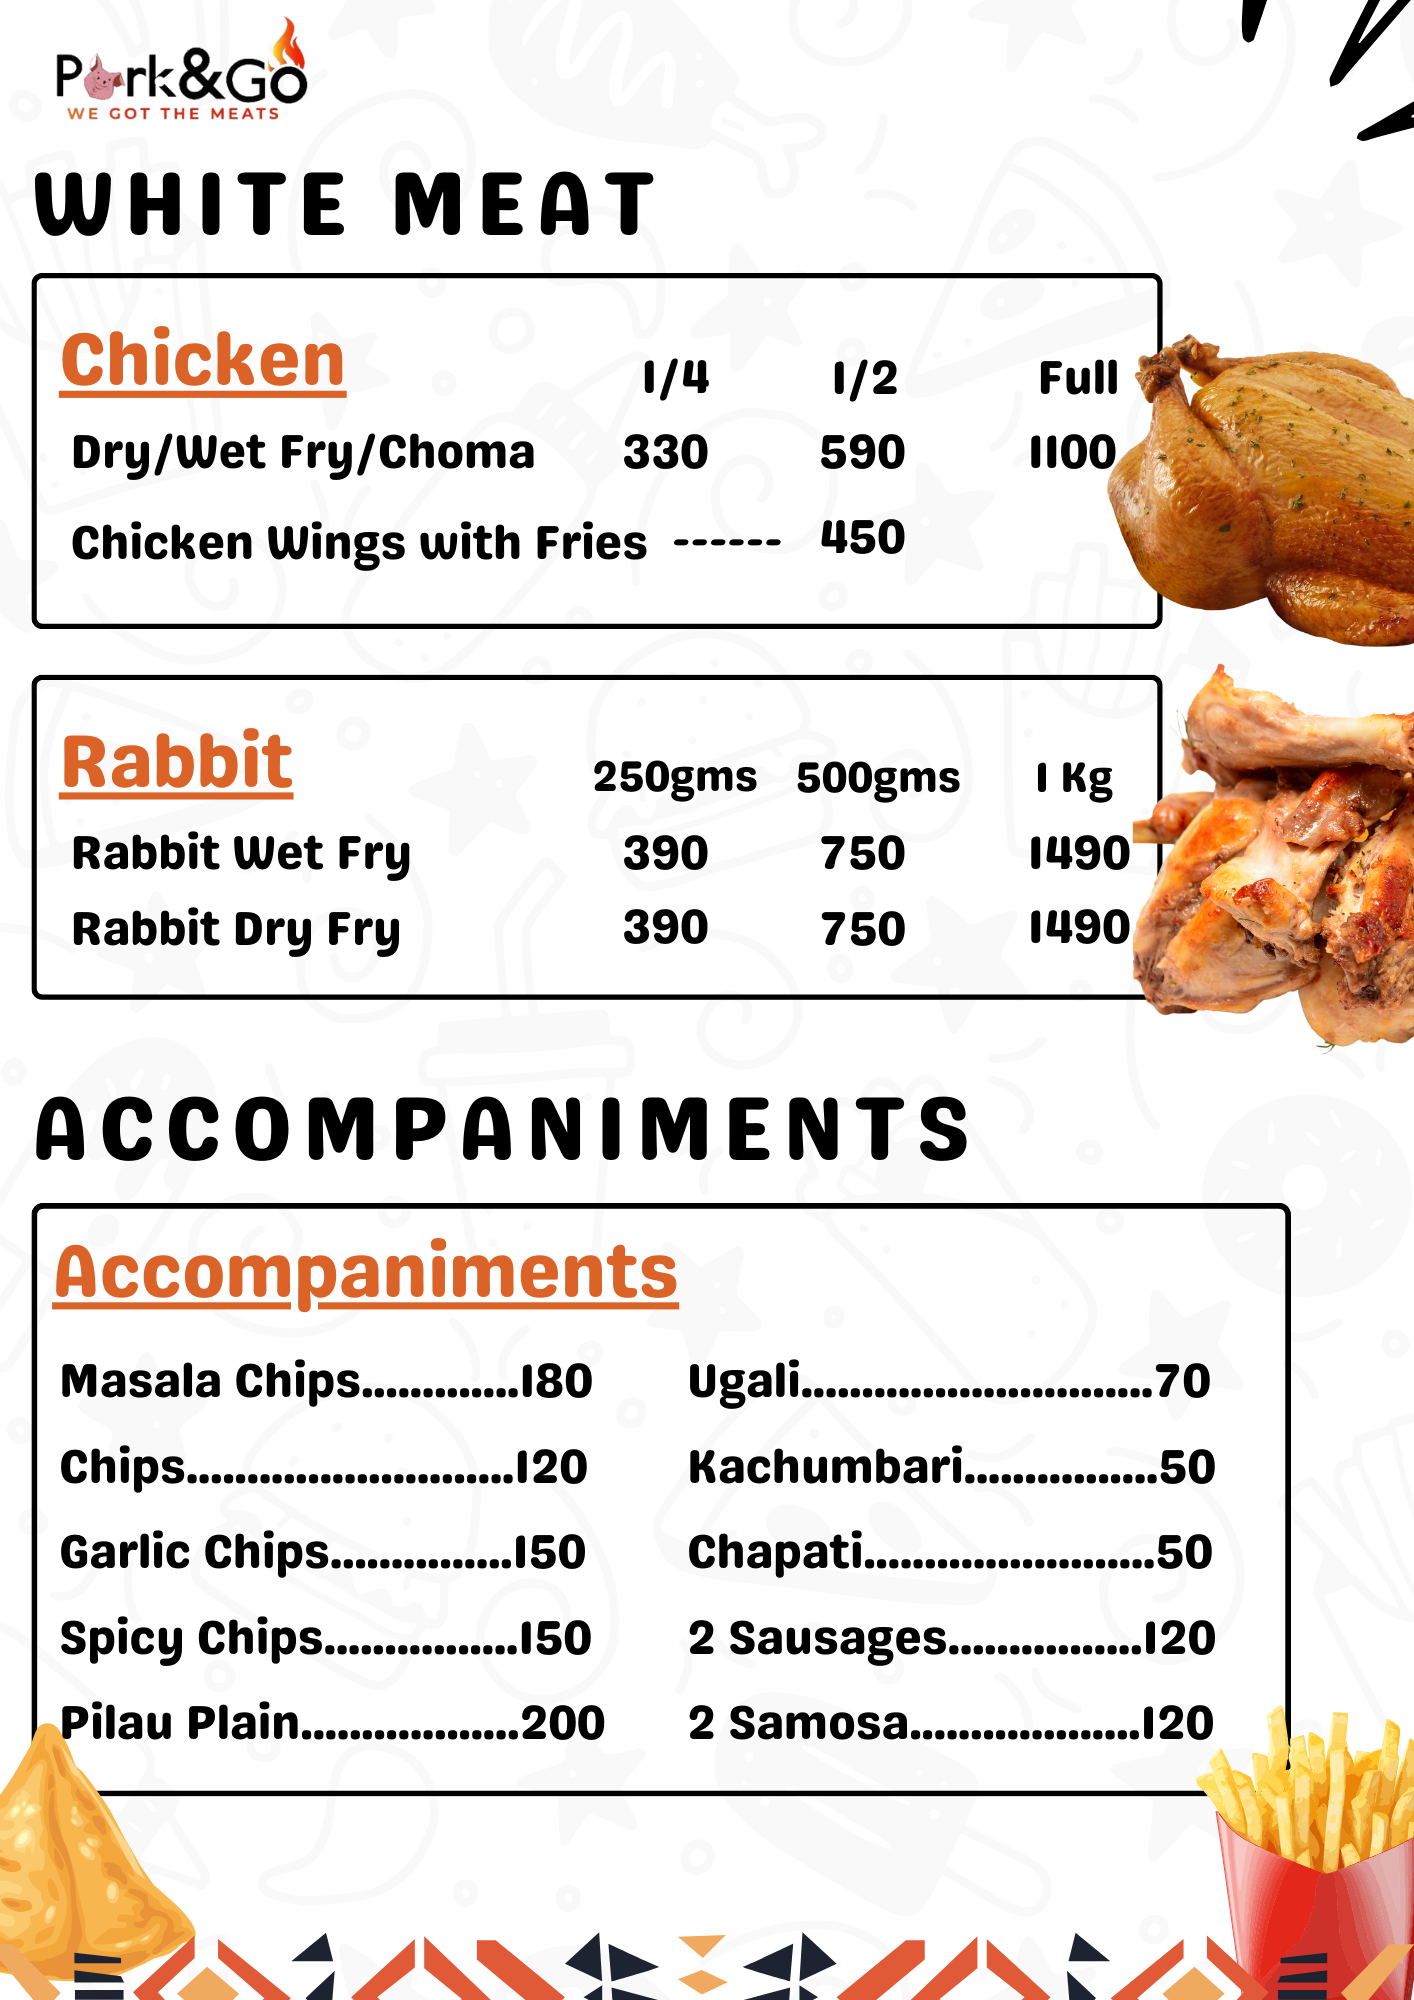 Pork&Go
WE GOT THE MEATS
WHITE MEAT
Chicken 1/4 1/2 Full
Dry/Wet Fry/Choma 330 590 1100
Chicken Wings with Fries ------ 450
Rabbit 250gms 500gms 1 Kg
Rabbit Wet Fry 390 750 1490
Rabbit Dry Fry 390 750 1490
ACCOMPANIMENTS
Accompaniments
Masala Chips.............180
Chips...........................120
Garlic Chips...............150
Spicy Chips................150
Pilau Plain..................200
Ugali.............................70
Kachumbari................50
Chapati........................50
2 Sausages................120
2 Samosa...................120